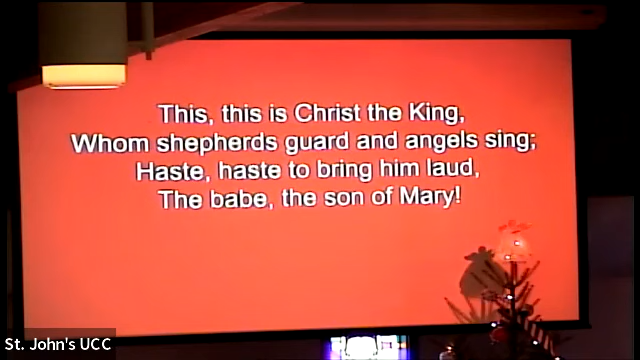 This, this is Christ the King,
Whom shepherds guard and angels sing;
Haste, haste to bring him laud,
The babe, the son of Mary!
St. John's UCC